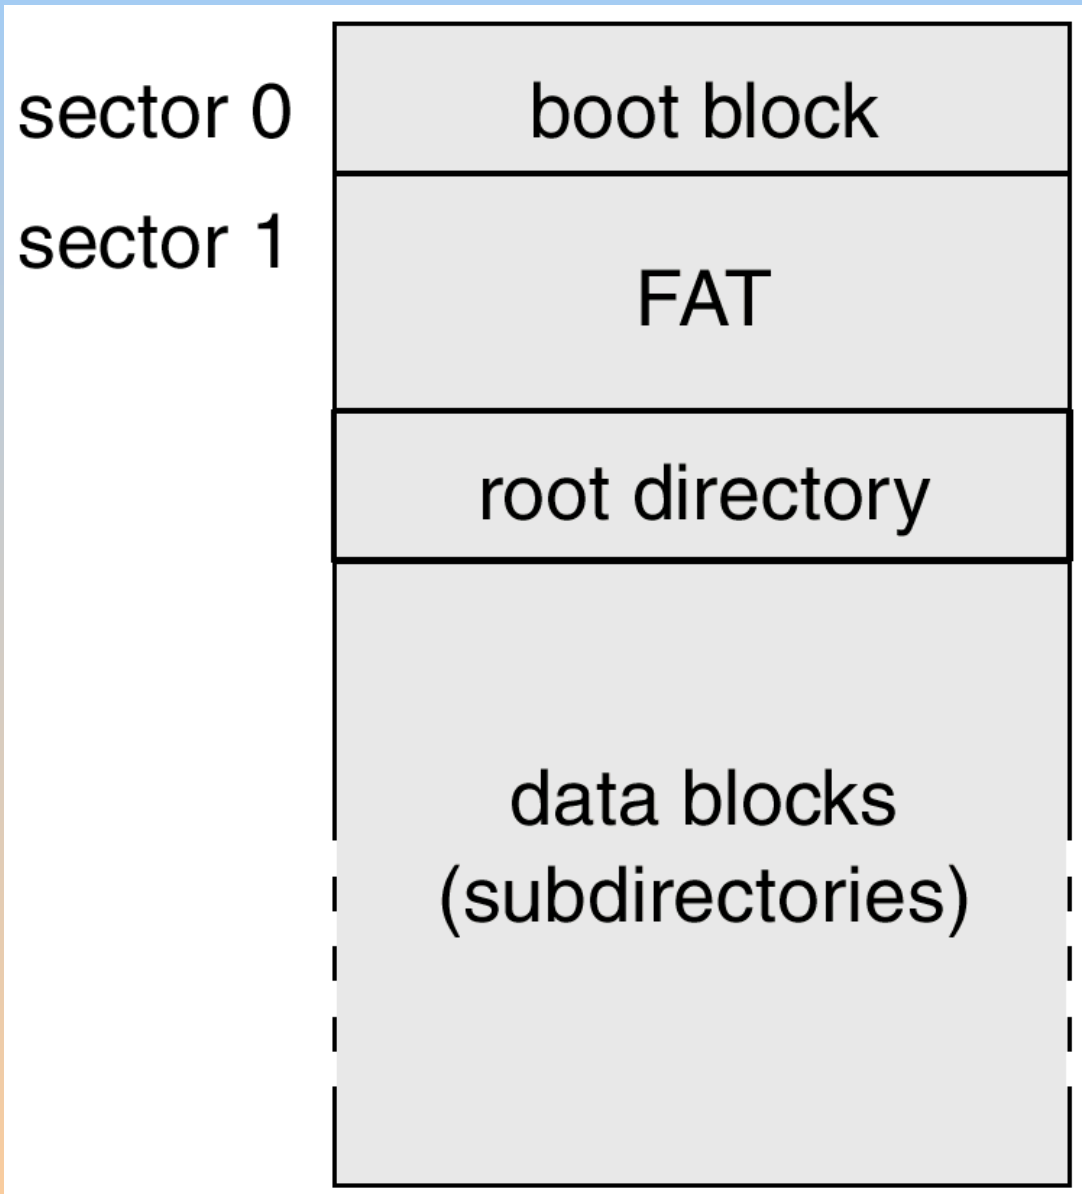 sector 0
boot block
sector 1
FAT
root directory
data blocks
(subdirectories)